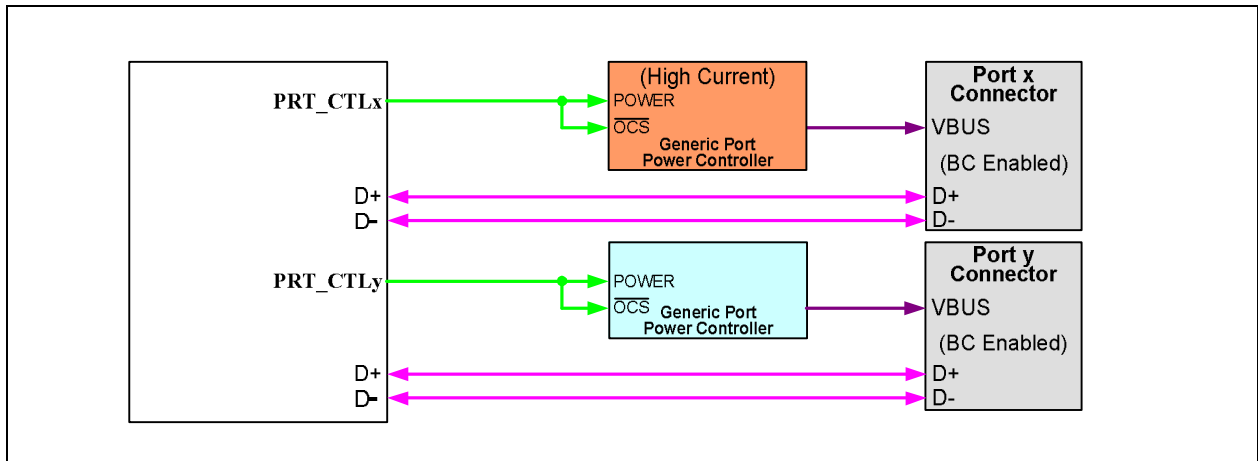 PRT_CTLx
D+
D-
PRT_CTLy
D+
D-
(High Current)
POWER
OCS
Generic Port
Power Controller
POWER
OCS
Generic Port
Power Controller
Port x
Connector
VBUS
(BC Enabled)
D+
D-
Port y
Connector
VBUS
(BC Enabled)
D+
D-